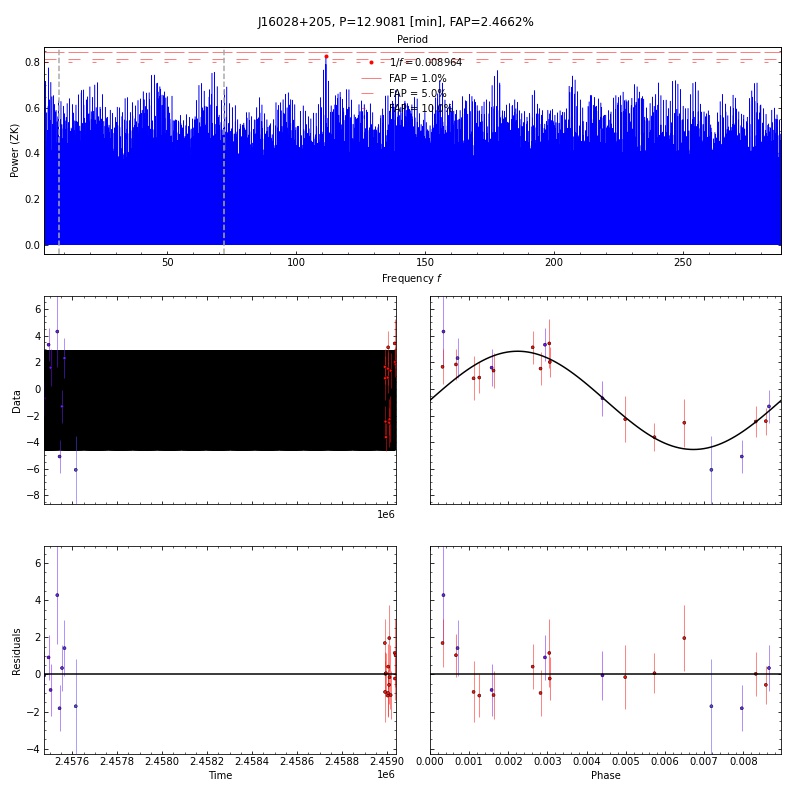 J16028+205, P=12.9081 [min], FAP=2.4662%
Period
Power (ZK)
0.8
0.6
0.4
0.2
0.0
1/f = 0.008964
FAP = 1.0%
FAP = 5.0%
FAP = 10.0%
50 100 150 200 250
Frequency f
Data
6
4
2
0
−2
−4
−6
−8
1e6
Residuals
6
4
2
0
−2
−4
2.4576 2.4578 2.4580 2.4582 2.4584 2.4586 2.4588 2.4590
Time
1e6
0.000 0.001 0.002 0.003 0.004 0.005 0.006 0.007 0.008
Phase